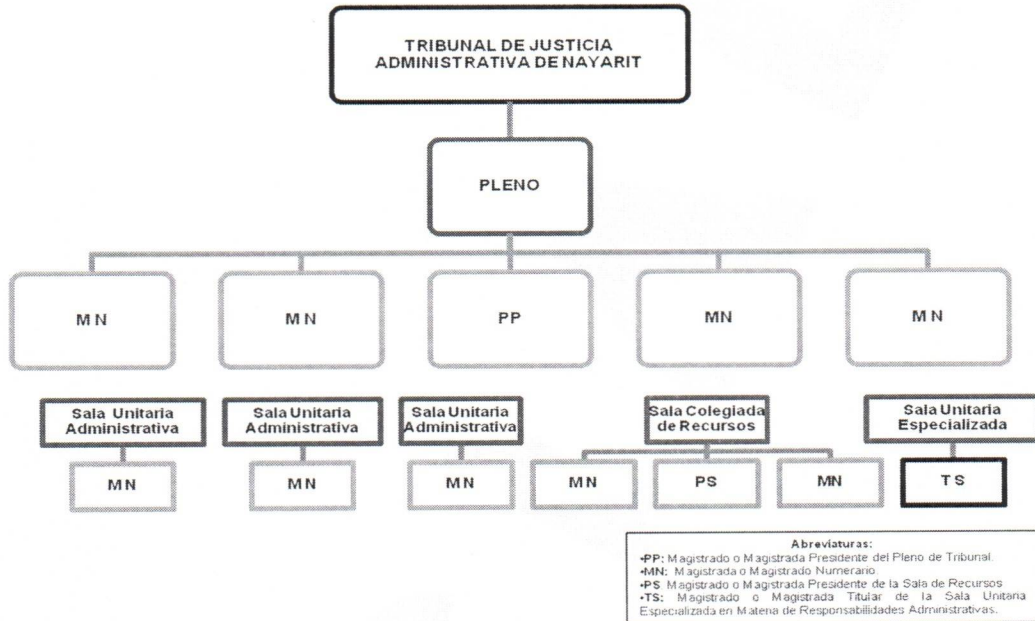 TRIBUNAL DE JUSTICIA
ADMINISTRATIVA DE NAYARIT
PLENO
MN
MN
PP
MN
MN
Sala Unitaria
Administrativa
Sala Unitaria
Administrativa
Sala Unitaria
Administrativa
Sala Colegiada
de Recursos
Sala Unitaria
Especializada
MN
MN
MN
MN
PS
MN
TS
Abreviaturas:
•PP: Magistrado o Magistrada Presidente del Pleno de Tribunal.
•MN: Magistrada o Magistrado Numerario.
•PS Magistrado o Magistrada Presidente de la Sala de Recursos
•TS: Magistrado o Magistrada Titular de la Sala Unitaria
Especializada en Materia de Responsabilidades Administrativas.